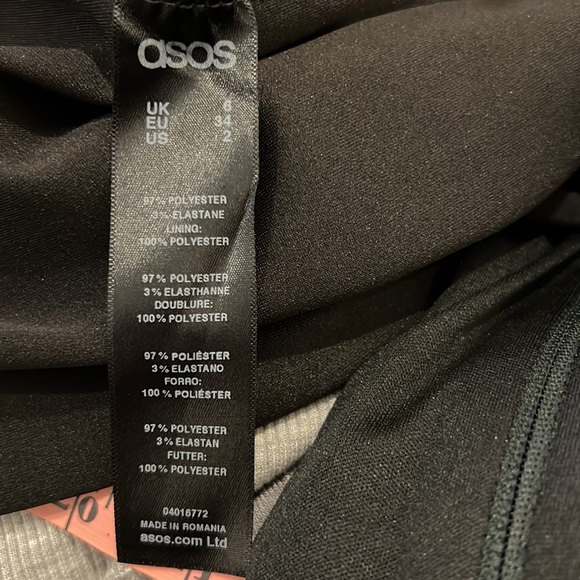 asos
UK 6
EU 34
US 2
97% POLYESTER
3% ELASTANE
LINING:
100% POLYESTER
97% POLYESTER
3% ELASTHANNE
DOUBLURE:
100% POLYESTER
97% POLIÉSTER
3% ELASTANO
FORRO:
100% POLIÉSTER
97% POLYESTER
3% ELASTAN
FUTTER:
100% POLYESTER
04016772
MADE IN ROMANIA
asos.com Ltd